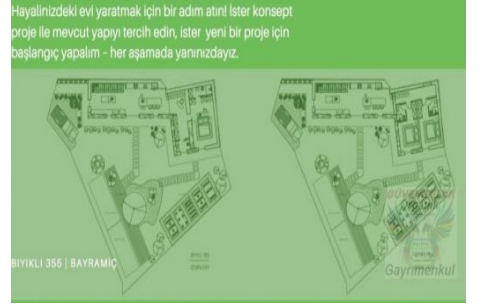 Hayalinizdeki evi yaratmak için bir adım atın! İster konsept
proje ile mevcut yapıyı tercih edin, ister yeni bir proje için
başlangıç yapalım – her aşamada yanınızdayız.
BIYIKLI 355 | BAYRAMİÇ
Gayrimenkul